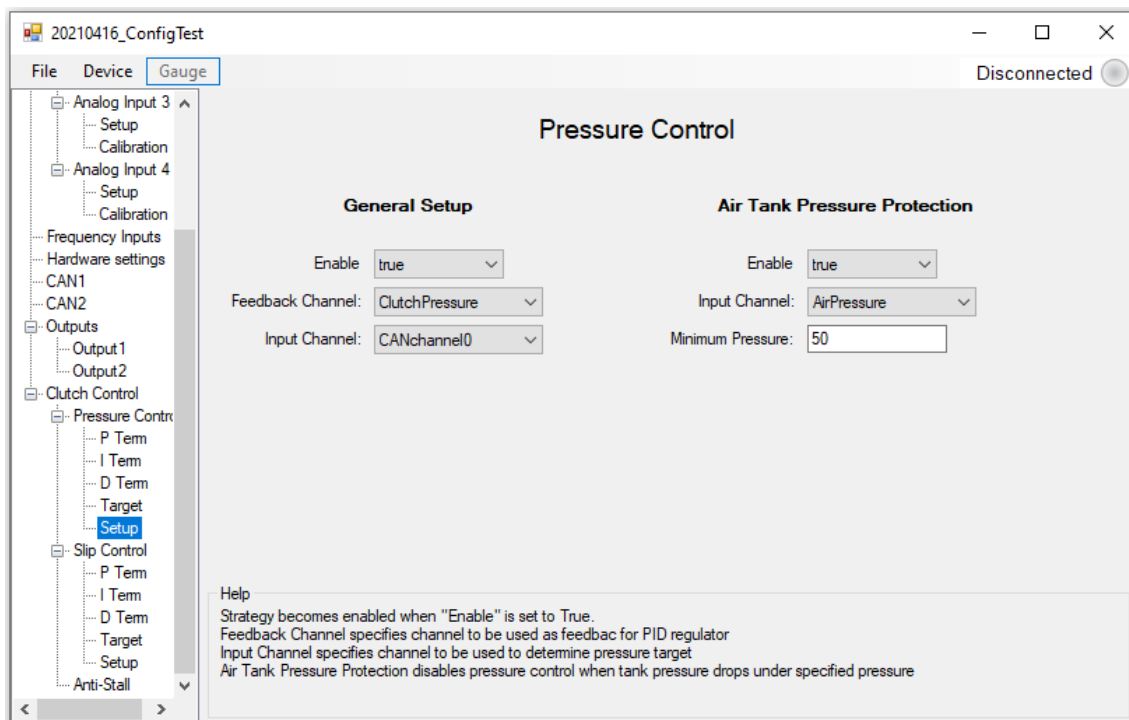 20210416_ConfigTest
File Device Gauge
Disconnected
Analog Input 3
Setup
Calibration
Analog Input 4
Setup
Calibration
Frequency Inputs
Hardware settings
CAN1
CAN2
Outputs
Output1
Output2
Clutch Control
Pressure Contro
P Term
I Term
D Term
Target
Setup
Slip Control
P Term
I Term
D Term
Target
Setup
Anti-Stall
Pressure Control
General Setup
Enable true
Feedback Channel: ClutchPressure
Input Channel: CANchannel0
Air Tank Pressure Protection
Enable true
Input Channel: AirPressure
Minimum Pressure: 50
Help
Strategy becomes enabled when "Enable" is set to True.
Feedback Channel specifies channel to be used as feedbac for PID regulator
Input Channel specifies channel to be used to determine pressure target
Air Tank Pressure Protection disables pressure control when tank pressure drops under specified pressure